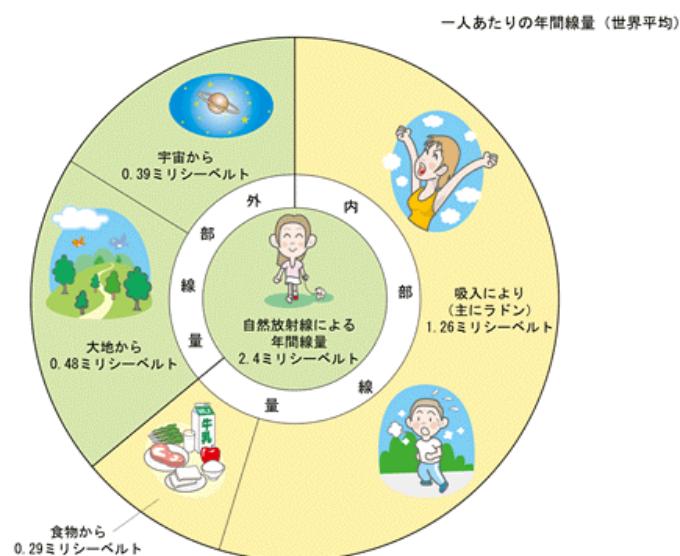 一人あたりの年間線量（世界平均）
宇宙から
0.39ミリシーベルト
外部線量
内部線量
大地から
0.48ミリシーベルト
自然放射線による
年間線量
2.4ミリシーベルト
吸入により
（主にラドン）
1.26ミリシーベルト
牛乳
食物から
0.29ミリシーベルト